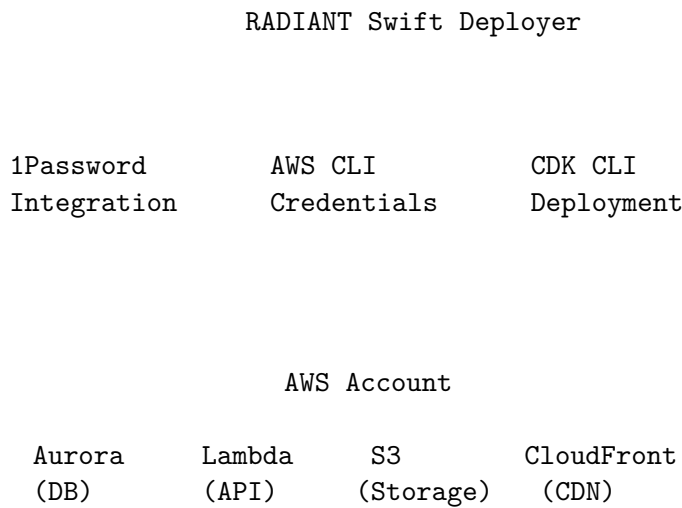 RADIANT Swift Deployer
1Password AWS CLI CDK CLI
Integration Credentials Deployment
AWS Account
Aurora Lambda S3 CloudFront
(DB) (API) (Storage) (CDN)